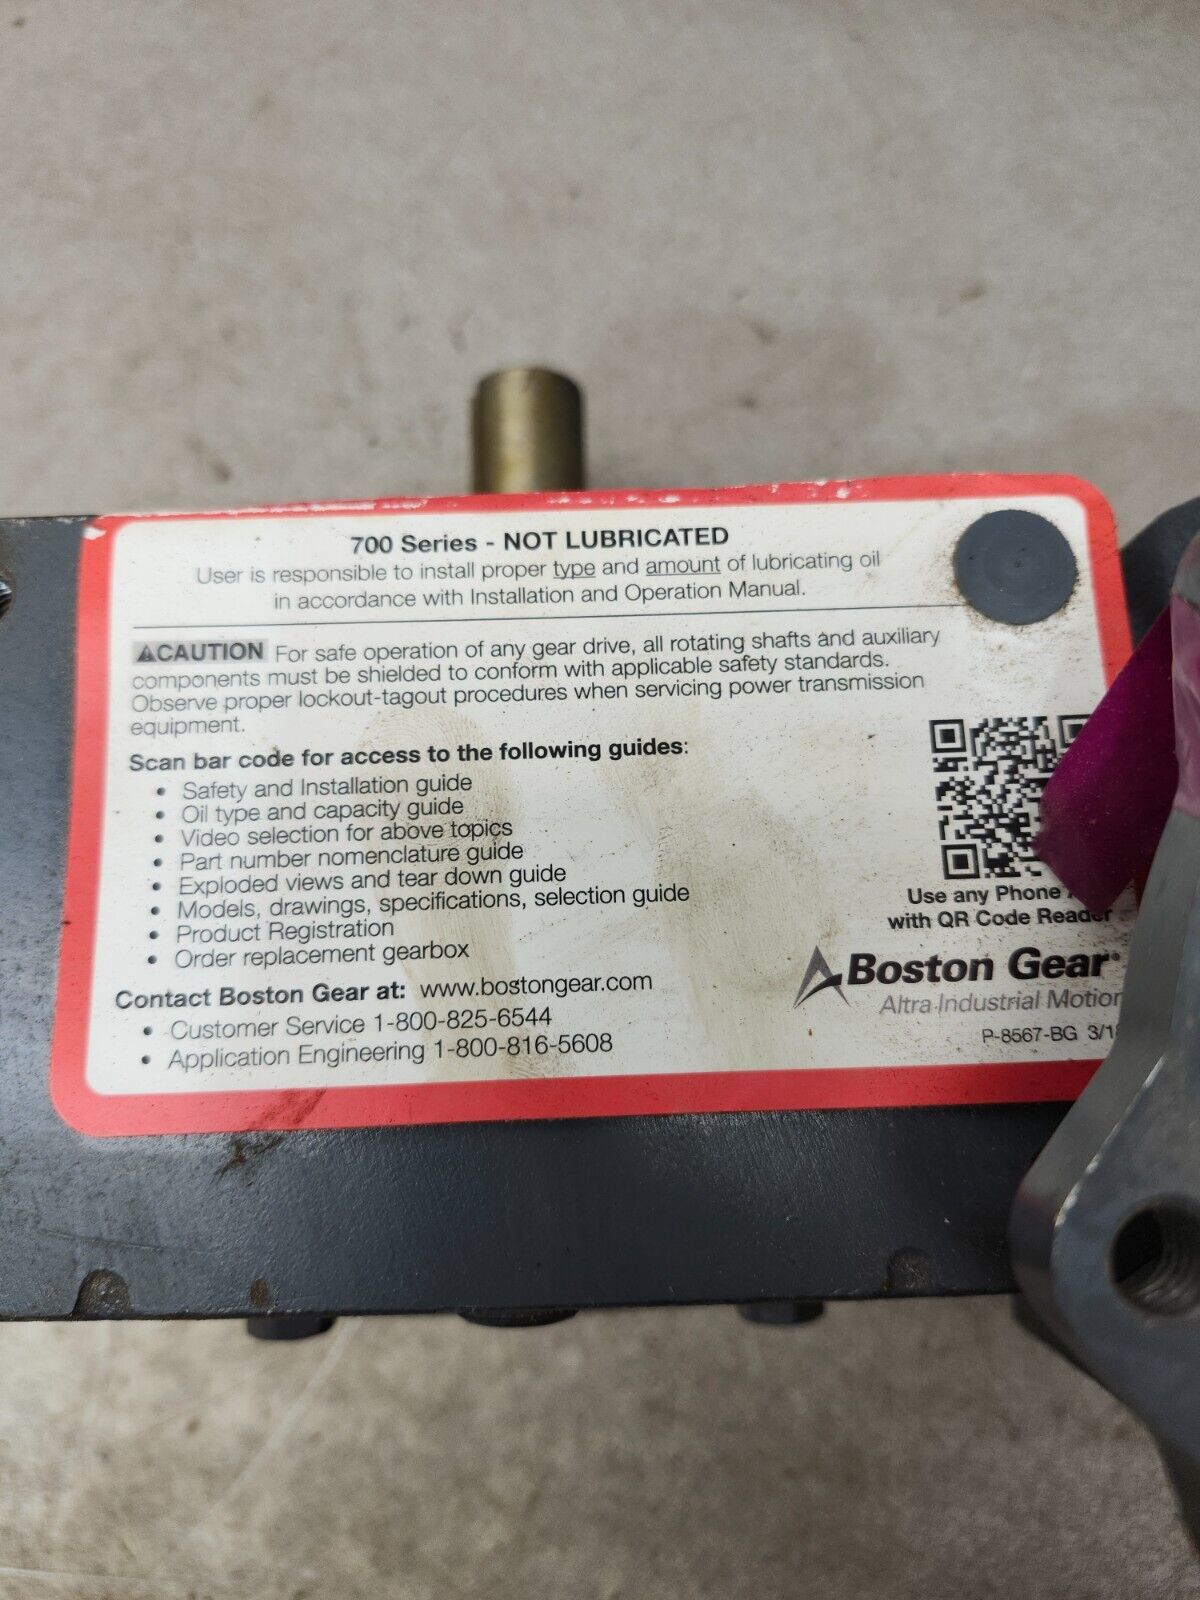 700 Series - NOT LUBRICATED
User is responsible to install proper type and amount of lubricating oil
in accordance with Installation and Operation Manual.
CAUTION For safe operation of any gear drive, all rotating shafts and auxiliary
components must be shielded to conform with applicable safety standards.
Observe proper lockout-tagout procedures when servicing power transmission
equipment.
Scan bar code for access to the following guides:
• Safety and Installation guide
• Oil type and capacity guide
• Video selection for above topics
• Part number nomenclature guide
• Exploded views and tear down guide
• Models, drawings, specifications, selection guide
• Product Registration
• Order replacement gearbox
Contact Boston Gear at: www.bostongear.com
• Customer Service 1-800-825-6544
• Application Engineering 1-800-816-5608
Use any Phone
with QR Code Reader
Boston Gear®
Altra Industrial Motion
P-8567-BG 3/18